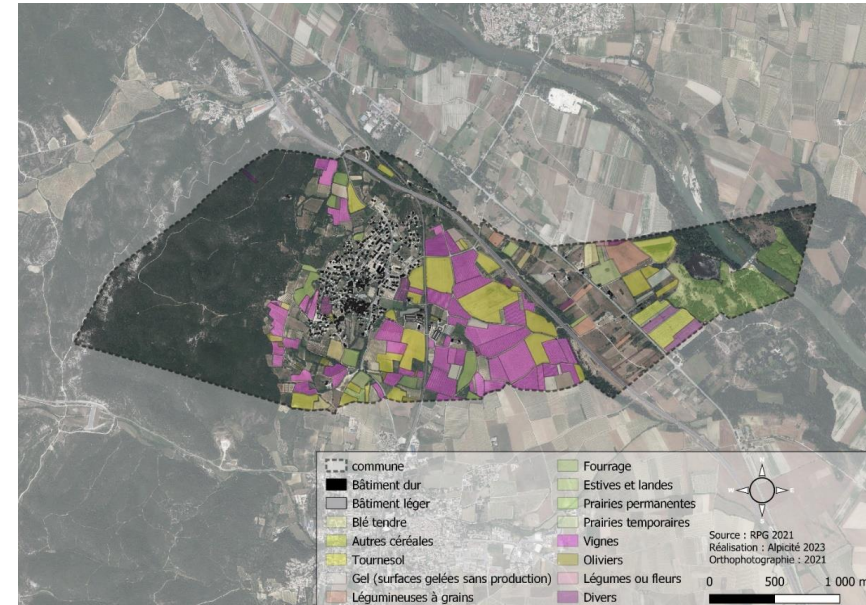 commune
Bâtiment dur
Bâtiment léger
Blé tendre
Autres céréales
Tournesol
Gel (surfaces gelées sans production)
Légumineuses à grains
Fourrage
Estives et landes
Prairies permanentes
Prairies temporaires
Vignes
Oliviers
Légumes ou fleurs
Divers
Source : RPG 2021
Réalisation : Alpicité 2023
Orthophotographie : 2021
0 500 1 000 m